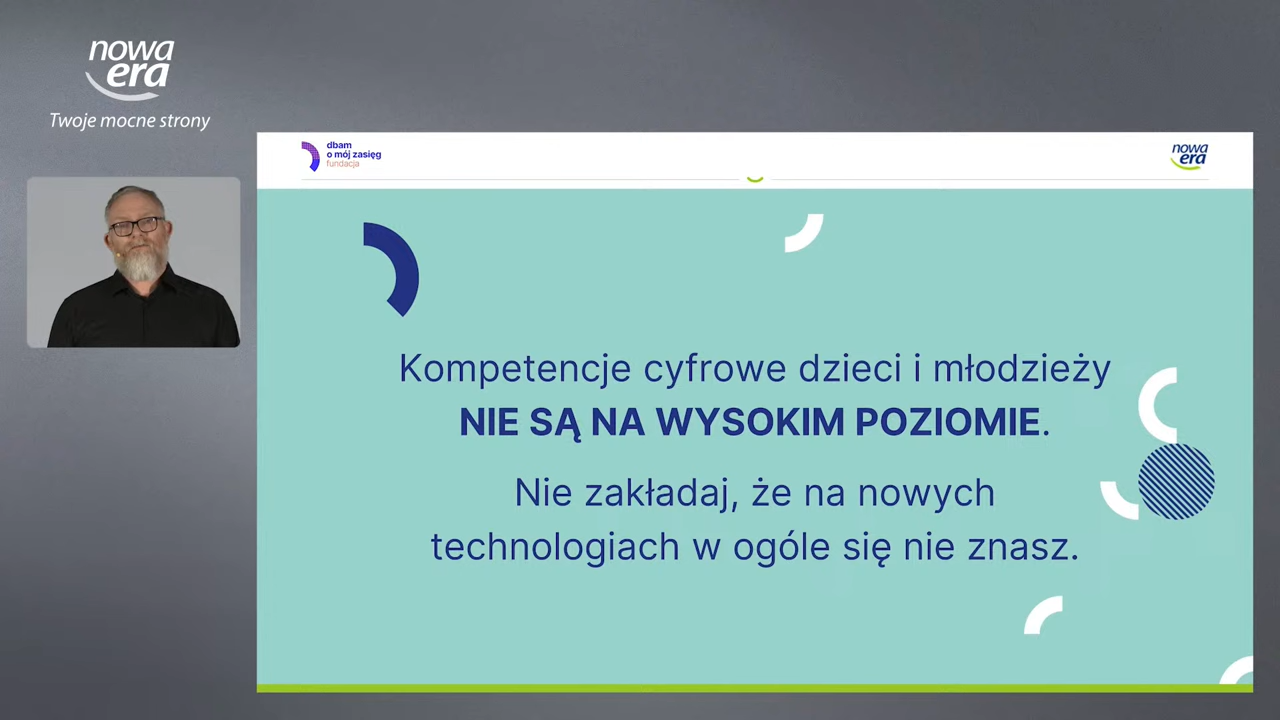 nowa
era
Twoje mocne strony
dbam
o mój zasięg
fundacja
nowa
era
Kompetencje cyfrowe dzieci i młodzieży
NIE SĄ NA WYSOKIM POZIOMIE.
Nie zakładaj, że na nowych
technologiach w ogóle się nie znasz.